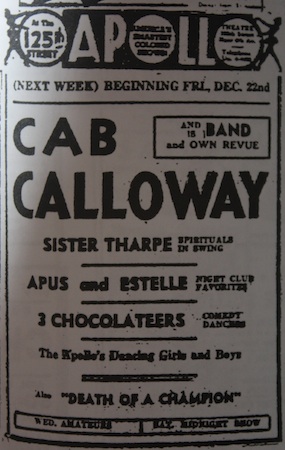 At The
125th
STREET
APOLLO
AMERICA'S
SMARTEST
COLORED
SHOWS
THEATRE
(NEXT WEEK) BEGINNING FRI., DEC. 22nd
CAB
CALLOWAY
AND
IS BAND
and OWN REVUE
SISTER THARPE SPIRITUALS
IN SWING
APUS and ESTELLE NIGHT CLUB
FAVORITES
3 CHOCOLATEERS COMEDY
DANCERS
The Apollo's Dancing Girls and Boys
Also "DEATH OF A CHAMPION"
WED. AMATEURS
SAT. MIDNIGHT SHOW